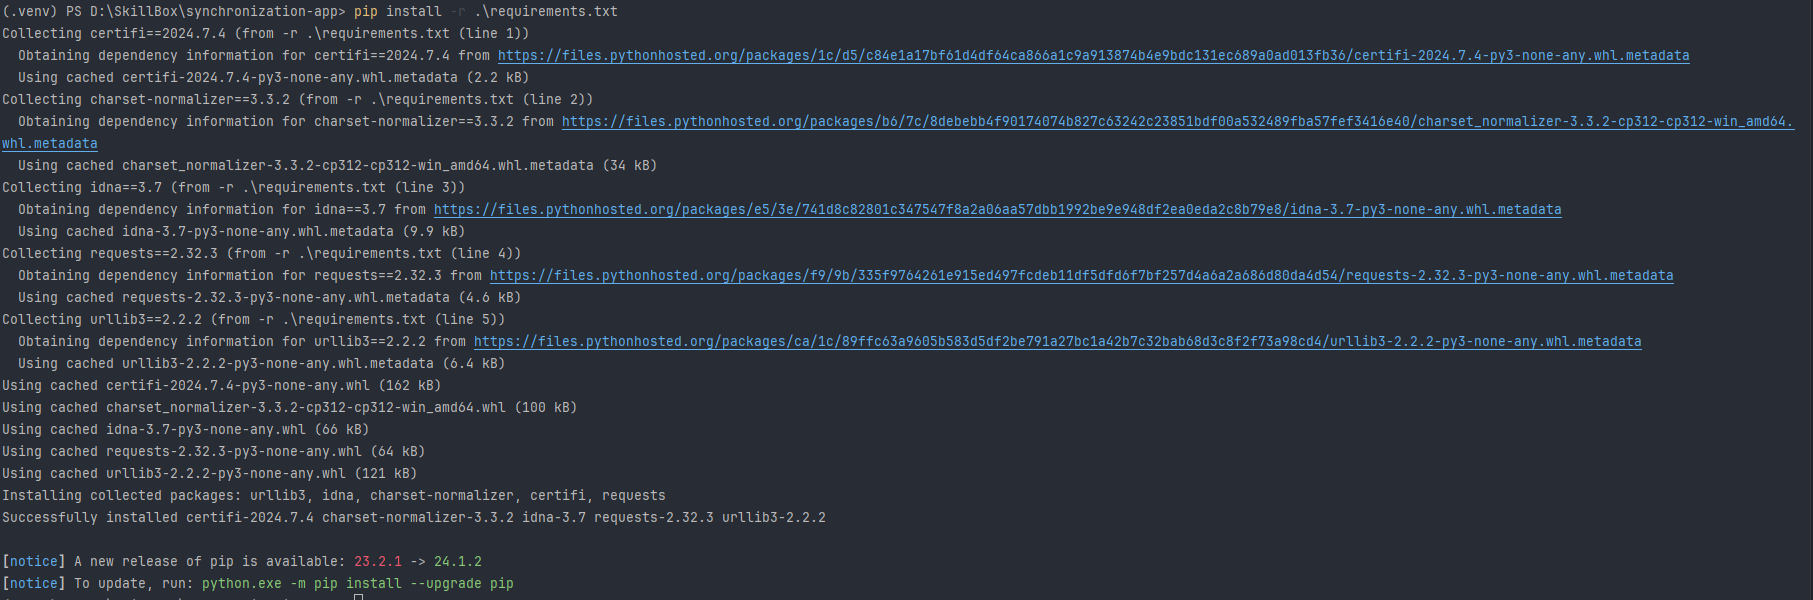 (.venv) PS D:\SkillBox\synchronization-app> pip install -r .\requirements.txt
Collecting certifi==2024.7.4 (from -r .\requirements.txt (line 1))
  Obtaining dependency information for certifi==2024.7.4 from https://files.pythonhosted.org/packages/1c/d5/c84e1a17bf61d4df64ca866a1c9a913874b4e9bdc131ec689a0ad013fb36/certifi-2024.7.4-py3-none-any.whl.metadata
  Using cached certifi-2024.7.4-py3-none-any.whl.metadata (2.2 kB)
Collecting charset-normalizer==3.3.2 (from -r .\requirements.txt (line 2))
  Obtaining dependency information for charset-normalizer==3.3.2 from https://files.pythonhosted.org/packages/b6/7c/8debebb4f90174074b827c63242c23851bdf00a532489fba57fef3416e40/charset_normalizer-3.3.2-cp312-cp312-win_amd64.
whl.metadata
  Using cached charset_normalizer-3.3.2-cp312-cp312-win_amd64.whl.metadata (34 kB)
Collecting idna==3.7 (from -r .\requirements.txt (line 3))
  Obtaining dependency information for idna==3.7 from https://files.pythonhosted.org/packages/e5/3e/741d8c82801c347547f8a2a06aa57dbb1992be9e948df2ea0eda2c8b79e8/idna-3.7-py3-none-any.whl.metadata
  Using cached idna-3.7-py3-none-any.whl.metadata (9.9 kB)
Collecting requests==2.32.3 (from -r .\requirements.txt (line 4))
  Obtaining dependency information for requests==2.32.3 from https://files.pythonhosted.org/packages/f9/9b/335f9764261e915ed497fcdeb11df5dfd6f7bf257d4a6a2a686d80da4d54/requests-2.32.3-py3-none-any.whl.metadata
  Using cached requests-2.32.3-py3-none-any.whl.metadata (4.6 kB)
Collecting urllib3==2.2.2 (from -r .\requirements.txt (line 5))
  Obtaining dependency information for urllib3==2.2.2 from https://files.pythonhosted.org/packages/ca/1c/89ffc63a9605b583d5df2be791a27bc1a42b7c32bab68d3c8f2f73a98cd4/urllib3-2.2.2-py3-none-any.whl.metadata
  Using cached urllib3-2.2.2-py3-none-any.whl.metadata (6.4 kB)
Using cached certifi-2024.7.4-py3-none-any.whl (162 kB)
Using cached charset_normalizer-3.3.2-cp312-cp312-win_amd64.whl (100 kB)
Using cached idna-3.7-py3-none-any.whl (66 kB)
Using cached requests-2.32.3-py3-none-any.whl (64 kB)
Using cached urllib3-2.2.2-py3-none-any.whl (121 kB)
Installing collected packages: urllib3, idna, charset-normalizer, certifi, requests
Successfully installed certifi-2024.7.4 charset-normalizer-3.3.2 idna-3.7 requests-2.32.3 urllib3-2.2.2

[notice] A new release of pip is available: 23.2.1 -> 24.1.2
[notice] To update, run: python.exe -m pip install --upgrade pip